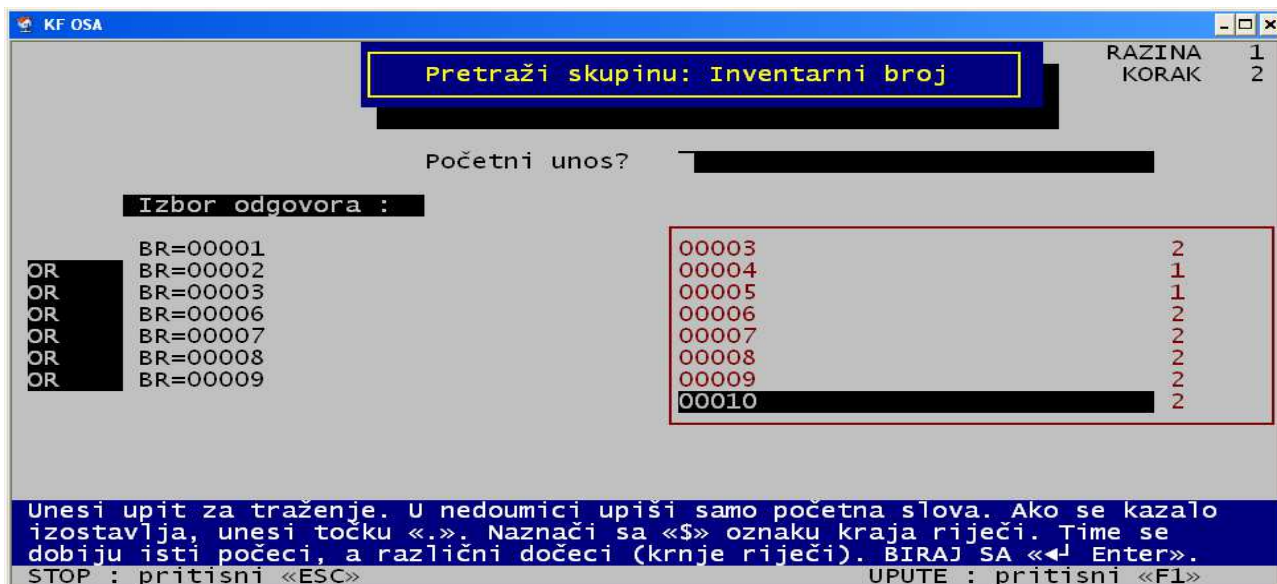 KF OSA
RAZINA 1
Pretraži skupinu: Inventarni broj
KORAK 2
Početni unos?
Izbor odgovora :
BR=00001 00003 2
OR BR=00002 00004 1
OR BR=00003 00005 1
OR BR=00006 00006 2
OR BR=00007 00007 2
OR BR=00008 00008 2
OR BR=00009 00009 2
00010 2
Unesi upit za traženje. U nedoumici upiši samo početna slova. Ako se kazalo
izostavlja, unesi točku «.». Naznači sa «$» oznaku kraja riječi. Time se
dobiju isti počeci, a različni dočeci (krnje riječi). BIRAJ SA «◄┘ Enter».
STOP : pritisni «ESC» UPUTE : pritisni «F1»